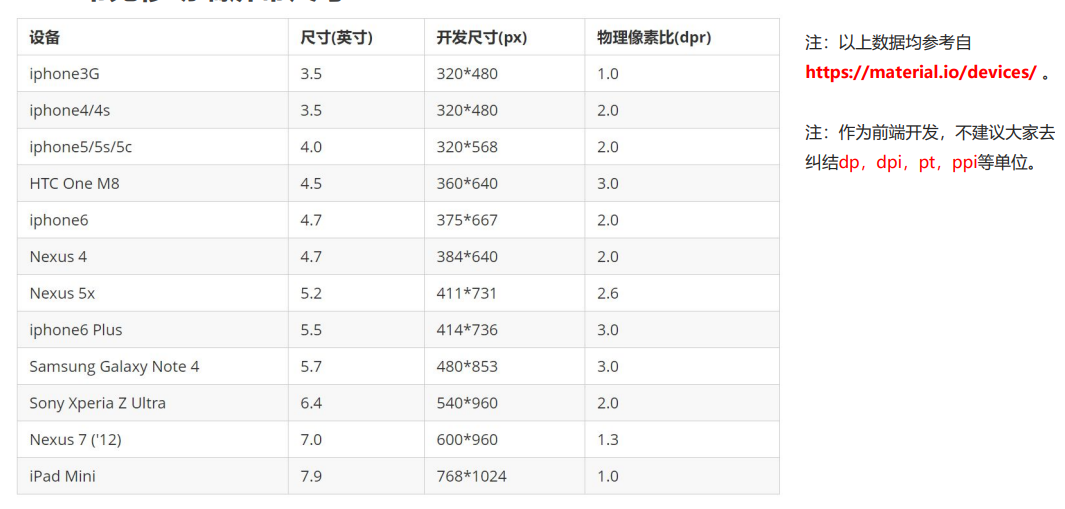 设备 尺寸(英寸) 开发尺寸(px) 物理像素比(dpr)
iphone3G 3.5 320*480 1.0
iphone4/4s 3.5 320*480 2.0
iphone5/5s/5c 4.0 320*568 2.0
HTC One M8 4.5 360*640 3.0
iphone6 4.7 375*667 2.0
Nexus 4 4.7 384*640 2.0
Nexus 5x 5.2 411*731 2.6
iphone6 Plus 5.5 414*736 3.0
Samsung Galaxy Note 4 5.7 480*853 3.0
Sony Xperia Z Ultra 6.4 540*960 2.0
Nexus 7 ('12) 7.0 600*960 1.3
iPad Mini 7.9 768*1024 1.0
注：以上数据均参考自
https://material.io/devices/ 。
注：作为前端开发，不建议大家去
纠结dp，dpi，pt，ppi等单位。